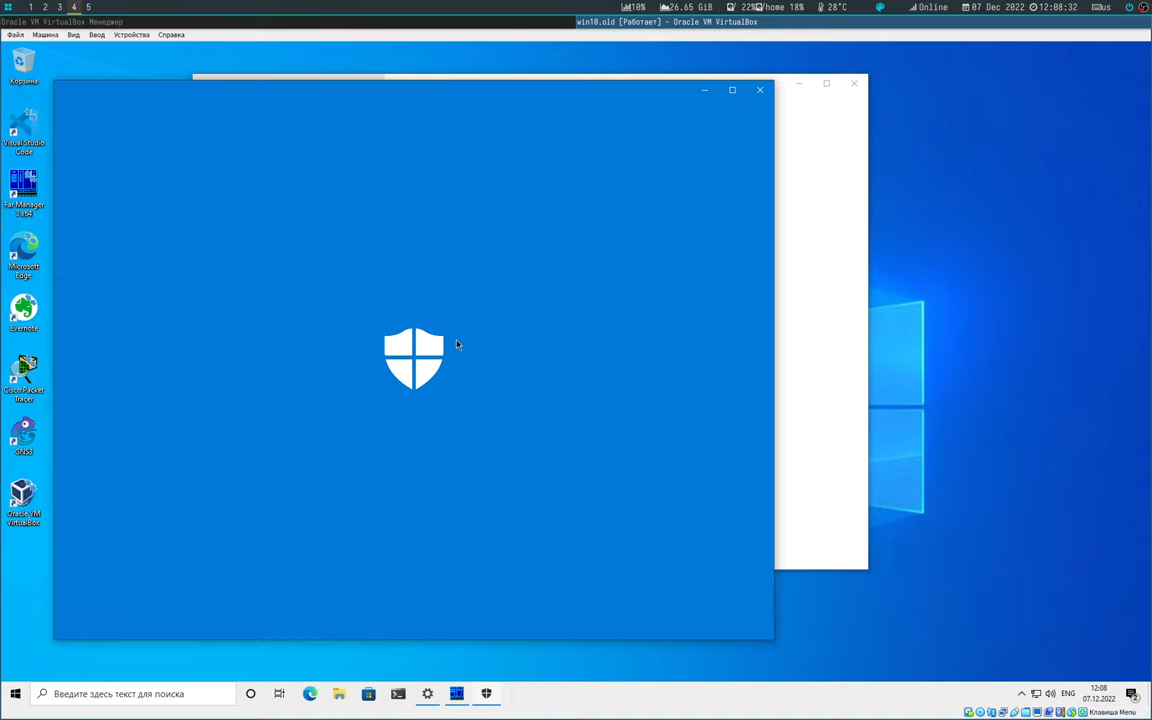 1 2 3 4 5
10% 26.65 GiB 22% /home 18% 28°C Online 07 Dec 2022 12:08:32 us
Oracle VM VirtualBox Менеджер
win10.old [Работает] - Oracle VM VirtualBox
Файл Машина Вид Ввод Устройства Справка
Корзина
Visual Studio
Code
Far Manager
3 x64
Microsoft
Edge
Evernote
Cisco Packet
Tracer
GNS3
Oracle VM
VirtualBox
Введите здесь текст для поиска
ENG
12:08
07.12.2022
2
Клавиша Menu